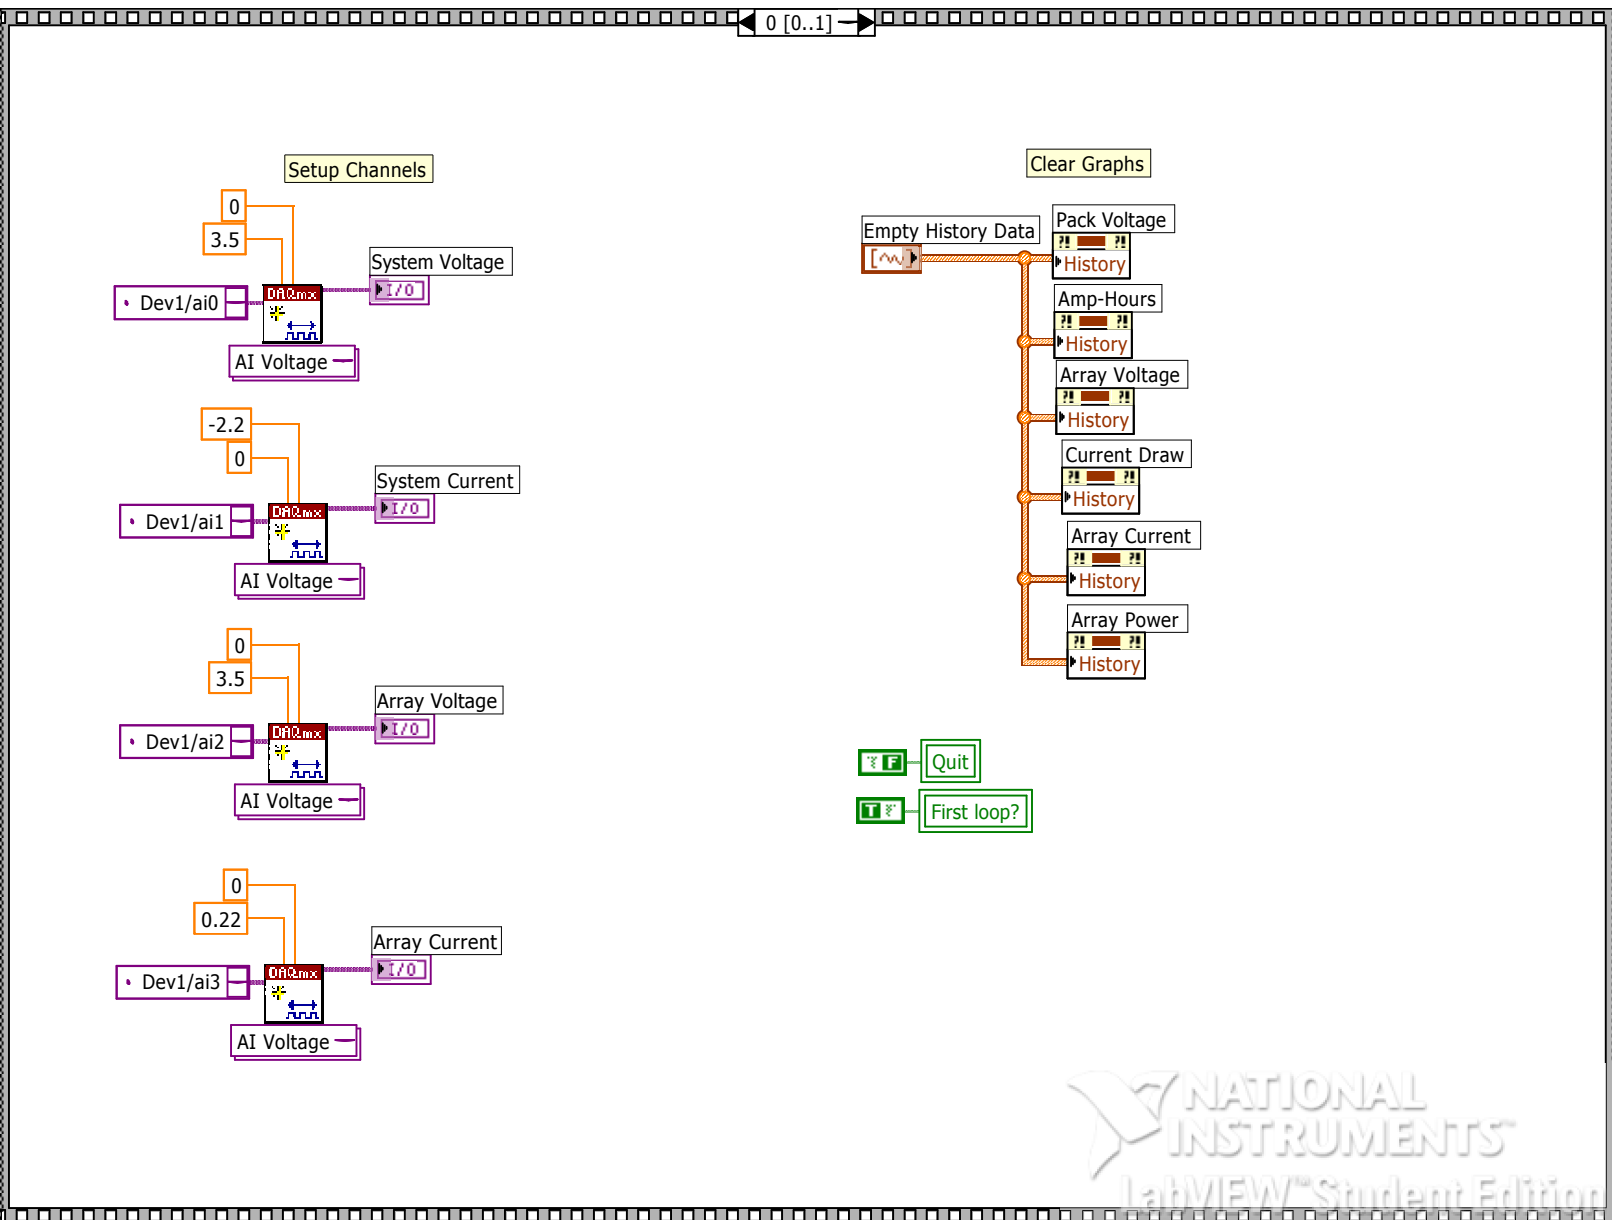 0 [0..1]
Setup Channels
0
3.5
System Voltage
Dev1/ai0
DAQmx
I/O
AI Voltage
-2.2
0
System Current
Dev1/ai1
DAQmx
I/O
AI Voltage
0
3.5
Array Voltage
Dev1/ai2
DAQmx
I/O
AI Voltage
0
0.22
Array Current
Dev1/ai3
DAQmx
I/O
AI Voltage
Clear Graphs
Empty History Data
Pack Voltage
?! ?!
History
Amp-Hours
?! ?!
History
Array Voltage
?! ?!
History
Current Draw
?! ?!
History
Array Current
?! ?!
History
Array Power
?! ?!
History
F
Quit
T
First loop?
NATIONAL
INSTRUMENTS™
LabVIEW™ Student Edition